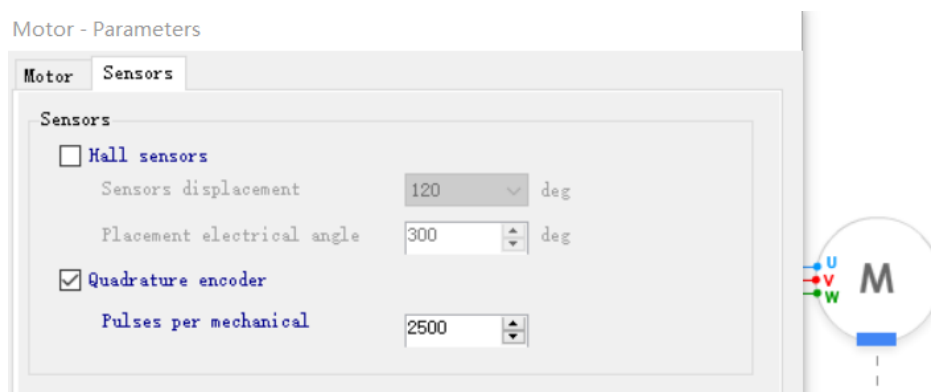 Motor - Parameters
Motor Sensors
Sensors
Hall sensors
Sensors displacement 120 deg
Placement electrical angle 300 deg
Quadrature encoder
Pulses per mechanical 2500
U
V
W
M